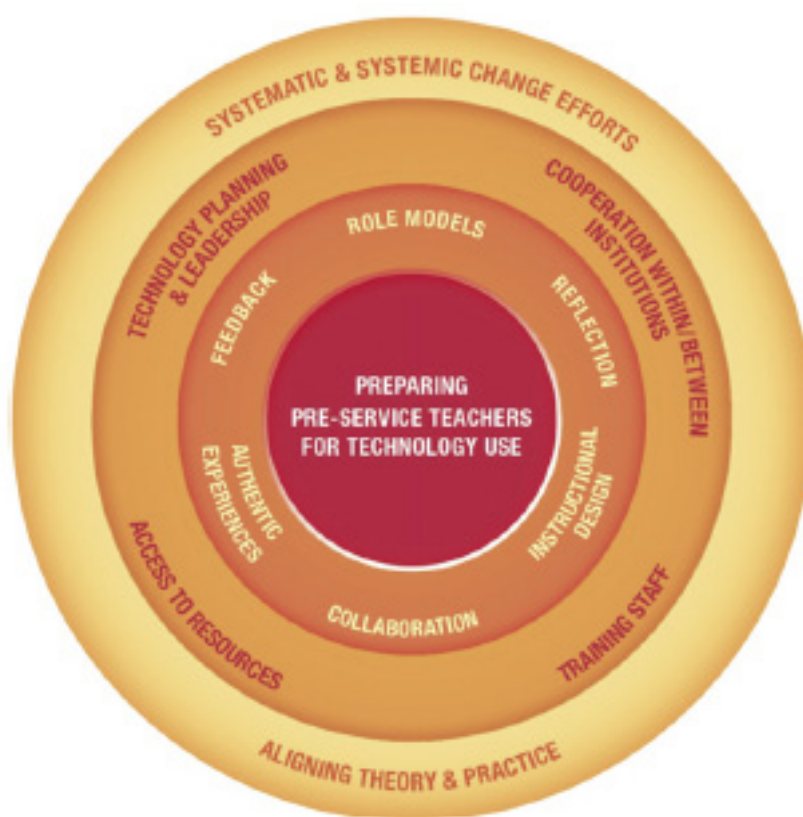 SYSTEMATIC & SYSTEMIC CHANGE EFFORTS
TECHNOLOGY PLANNING
& LEADERSHIP
COOPERATION WITHIN/BETWEEN
INSTITUTIONS
ROLE MODELS
FEEDBACK
REFLECTION
PREPARING
PRE-SERVICE TEACHERS
FOR TECHNOLOGY USE
AUTHENTIC
EXPERIENCES
INSTRUCTIONAL
DESIGN
COLLABORATION
ACCESS TO RESOURCES
TRAINING STAFF
ALIGNING THEORY & PRACTICE